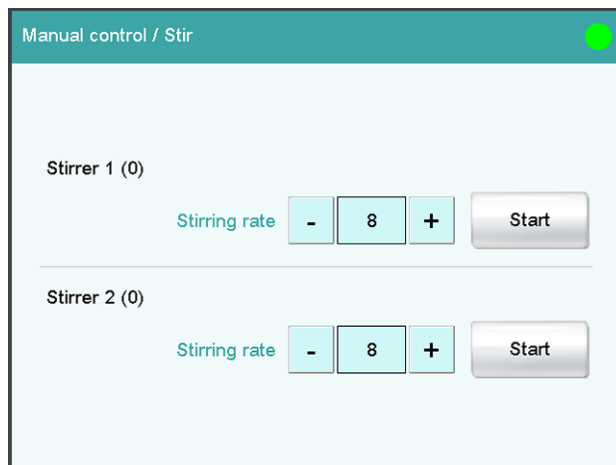 Manual control / Stir
Stirrer 1 (0)
Stirring rate - 8 + Start
Stirrer 2 (0)
Stirring rate - 8 + Start